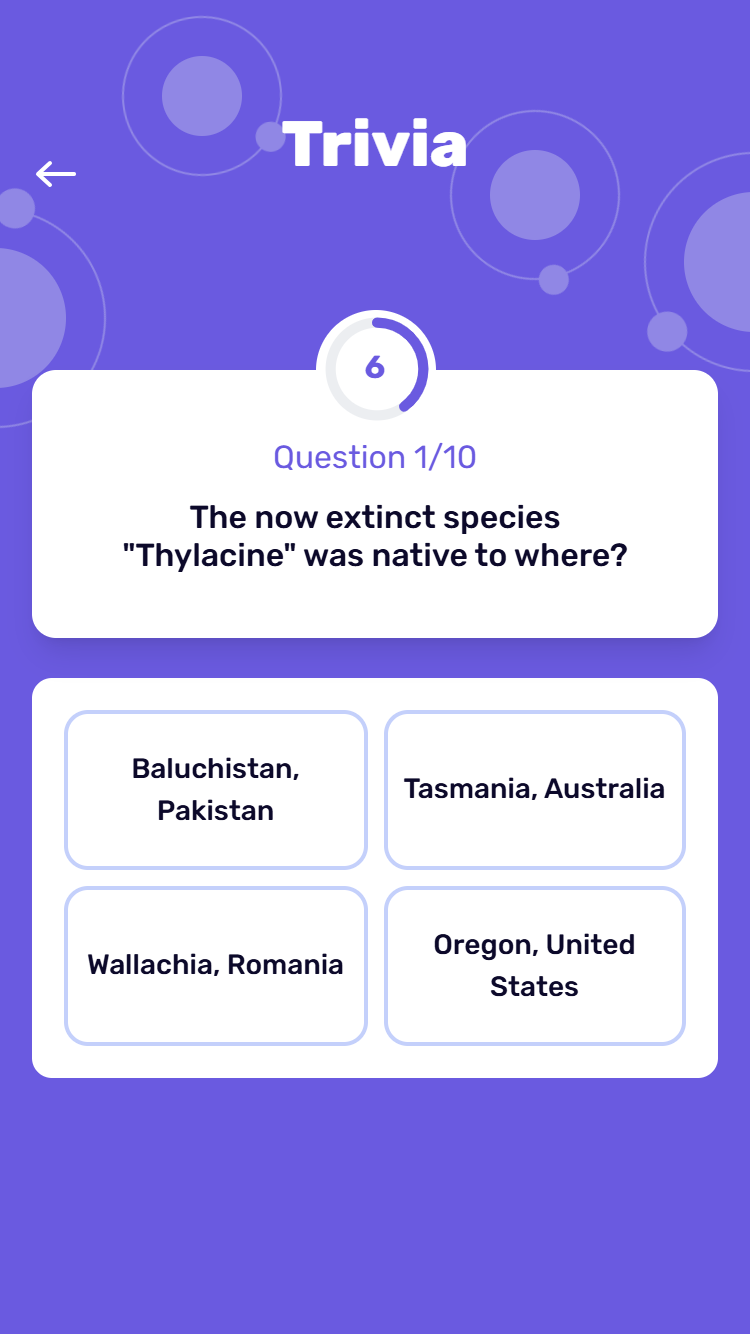 Trivia
6
Question 1/10
The now extinct species
"Thylacine" was native to where?
Baluchistan,
Pakistan
Tasmania, Australia
Wallachia, Romania
Oregon, United
States